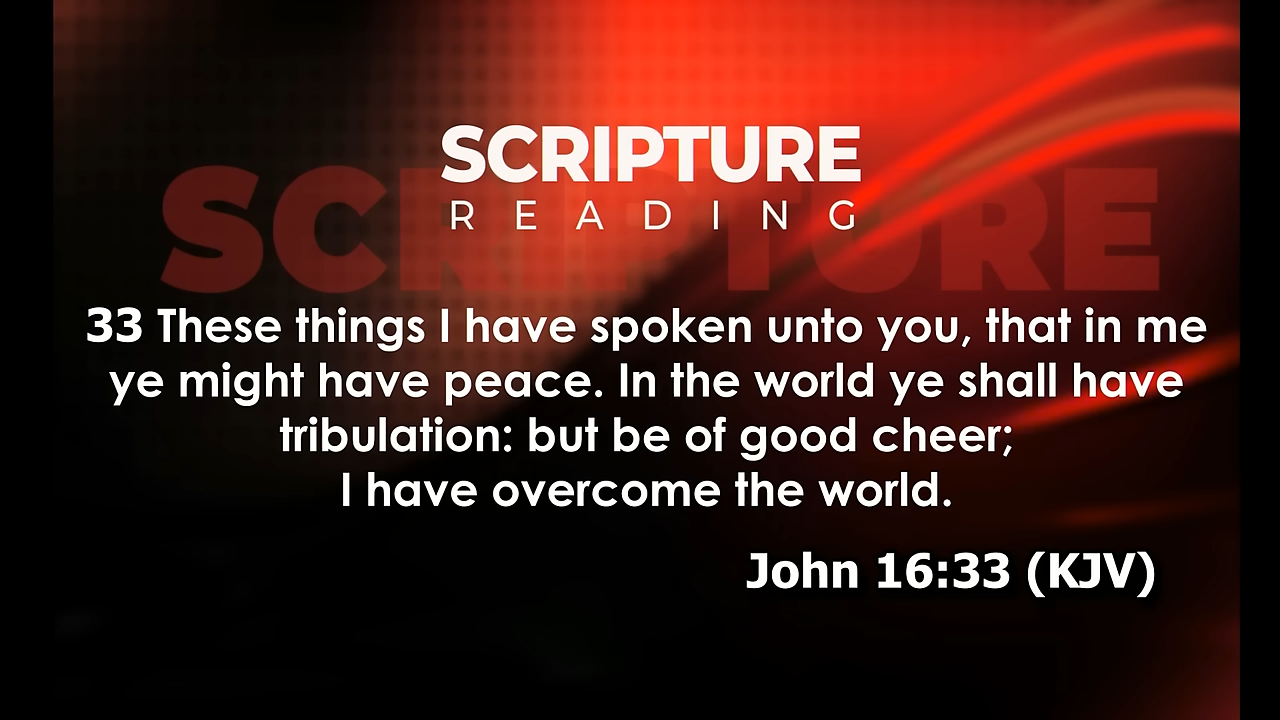 SCRIPTURE
READING
SCRIPTURE
33 These things I have spoken unto you, that in me
ye might have peace. In the world ye shall have
tribulation: but be of good cheer;
I have overcome the world.
John 16:33 (KJV)